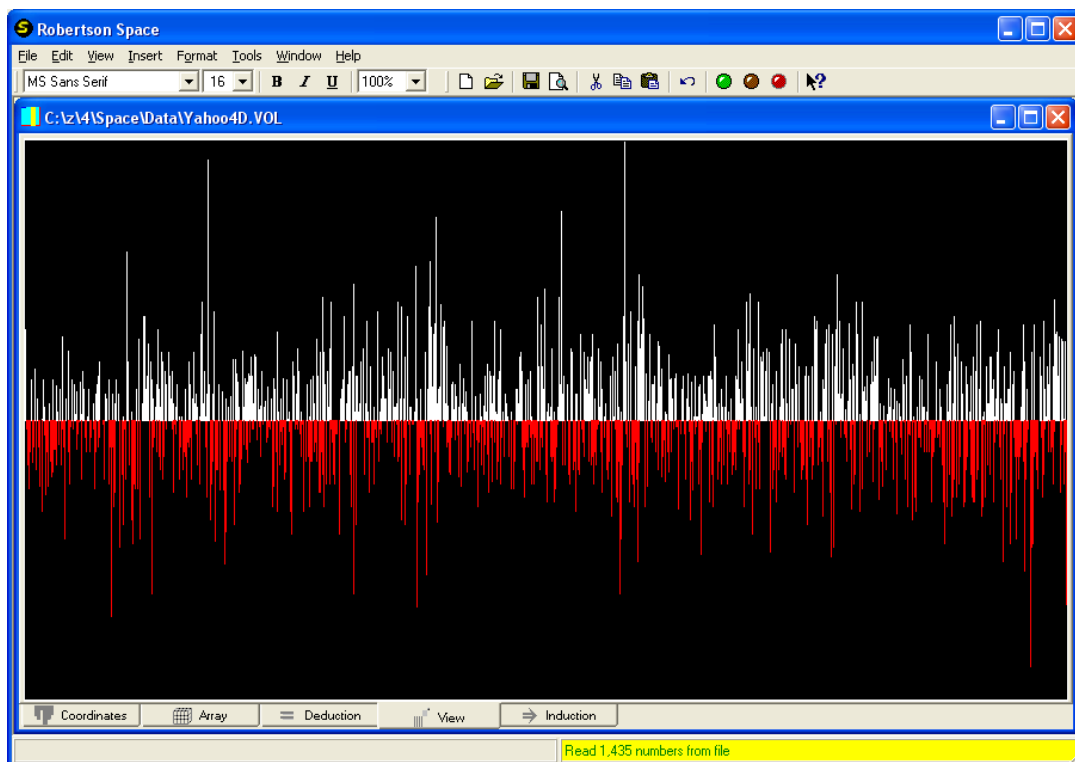 Robertson Space
File Edit View Insert Format Tools Window Help
MS Sans Serif 16 B I U 100% ?
C:\z\4\Space\Data\Yahoo4D.VOL
Coordinates Array Deduction View Induction
Read 1,435 numbers from file